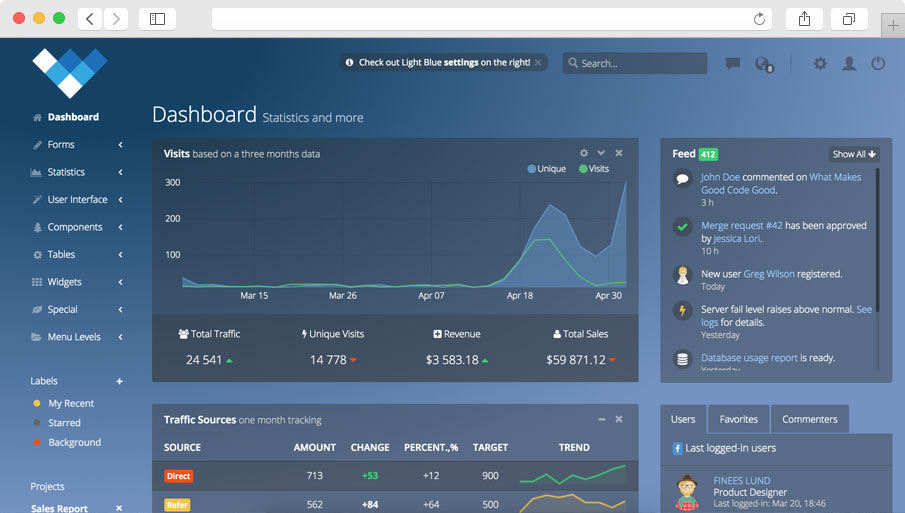 Check out Light Blue settings on the right!
Search...
8
Dashboard
Forms
Statistics
User Interface
Components
Tables
Widgets
Special
Menu Levels
Labels +
My Recent
Starred
Background
Projects
Sales Report
Dashboard Statistics and more
Visits based on a three months data
Unique Visits
300
200
100
Mar 15 Mar 26 Apr 07 Apr 18 Apr 30
Total Traffic Unique Visits Revenue Total Sales
24 541 14 778 $3 583.18 $59 871.12
Traffic Sources one month tracking
SOURCE AMOUNT CHANGE PERCENT.,% TARGET TREND
Direct 713 +53 +12 900
Refer 562 +84 +64 500
Feed 412 Show All
John Doe commented on What Makes
Good Code Good.
3 h
Merge request #42 has been approved
by Jessica Lori.
10 h
New user Greg Wilson registered.
Today
Server fall level raises above normal. See
logs for details.
Yesterday
Database usage report is ready.
Yesterday
Users Favorites Commenters
Last logged-in users
FINEES LUND
Product Designer
Last logged-in: Mar 20, 18:46